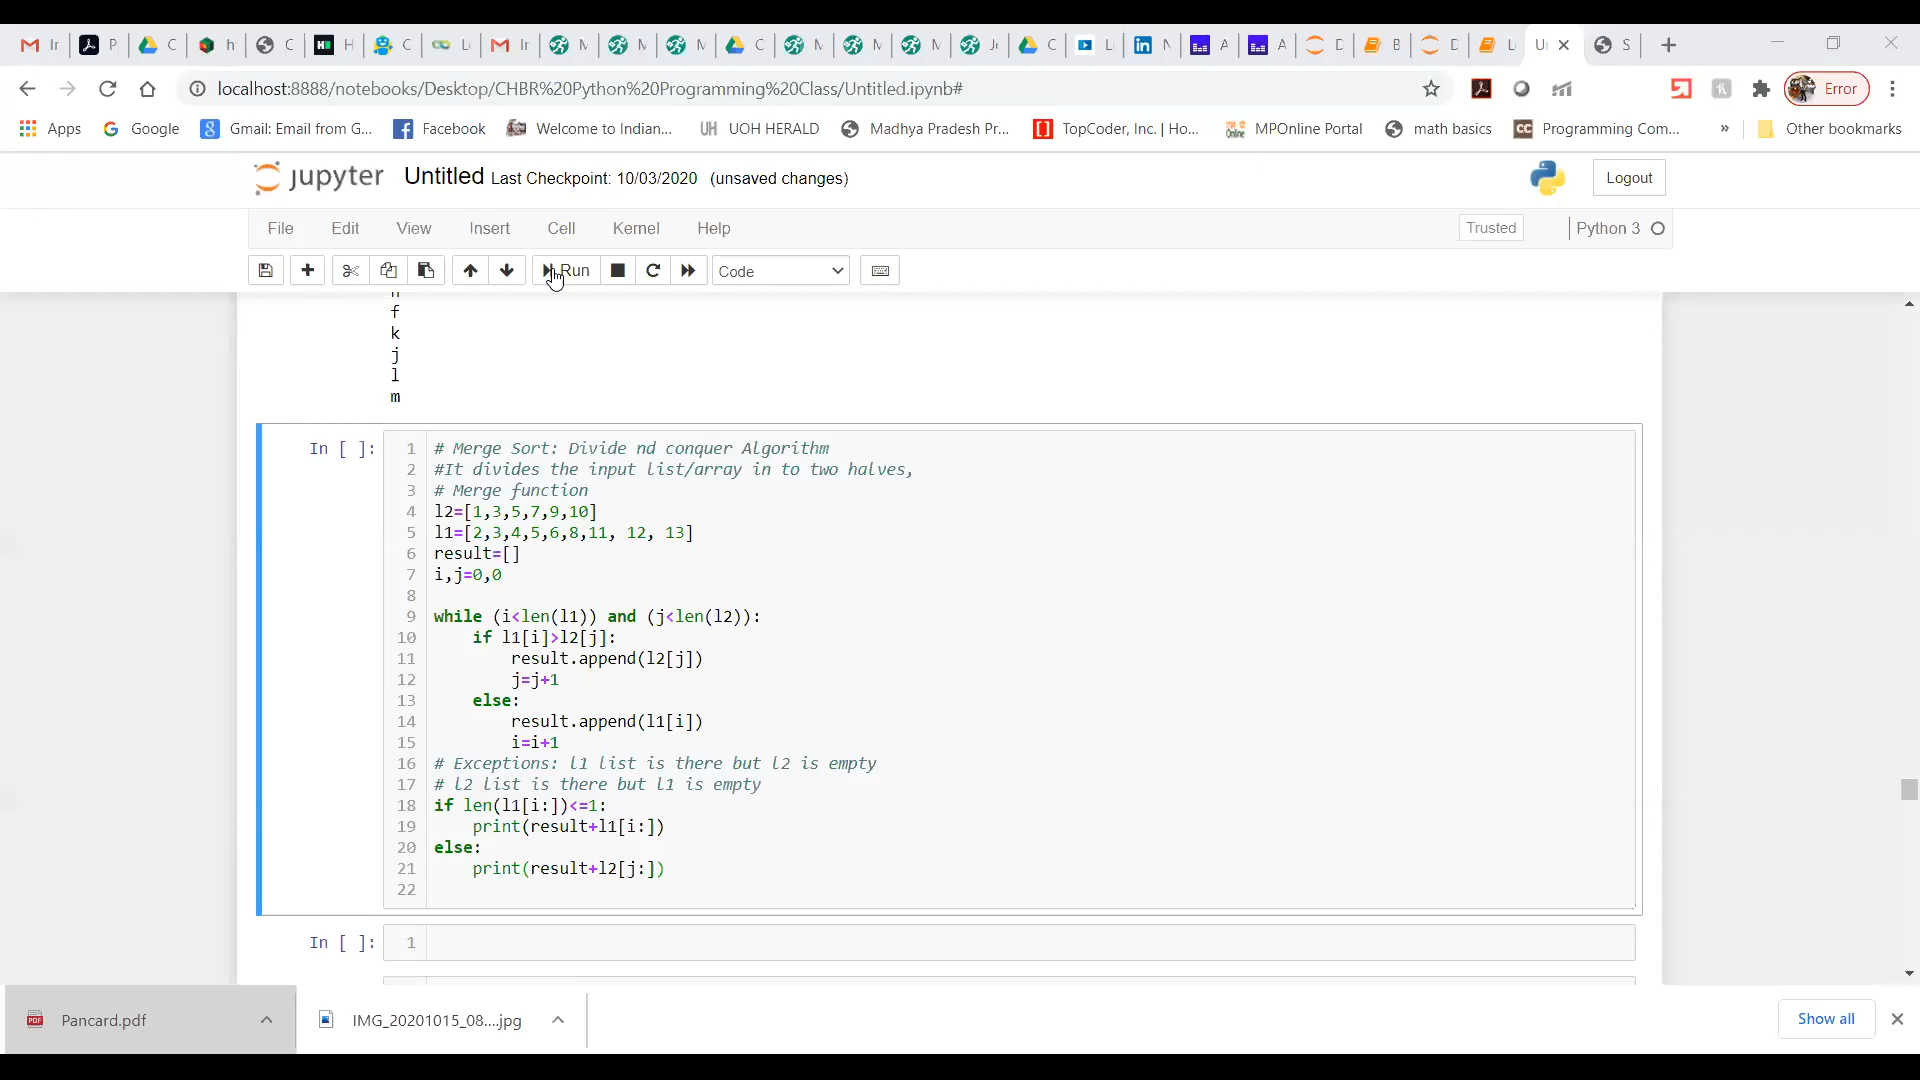 Ir
P
C
h
C
H
C
L
Ir
M
M
M
C
M
M
M
Jr
C
L
N
A
A
D
B
D
L
Ur
S
localhost:8888/notebooks/Desktop/CHBR%20Python%20Programming%20Class/Untitled.ipynb#
Error
Apps
Google
Gmail: Email from G...
Facebook
Welcome to Indian...
UH UOH HERALD
Madhya Pradesh Pr...
TopCoder, Inc. | Ho...
MPOnline Portal
math basics
CC Programming Com...
»
Other bookmarks
jupyter Untitled Last Checkpoint: 10/03/2020 (unsaved changes)
Logout
File Edit View Insert Cell Kernel Help
Trusted
Python 3
Run
Code
f
k
j
l
m
In [ ]:
1 # Merge Sort: Divide nd conquer Algorithm
2 #It divides the input list/array in to two halves,
3 # Merge function
4 l2=[1,3,5,7,9,10]
5 l1=[2,3,4,5,6,8,11, 12, 13]
6 result=[]
7 i,j=0,0
8
9 while (i<len(l1)) and (j<len(l2)):
10     if l1[i]>l2[j]:
11         result.append(l2[j])
12         j=j+1
13     else:
14         result.append(l1[i])
15         i=i+1
16 # Exceptions: l1 list is there but l2 is empty
17 # l2 list is there but l1 is empty
18 if len(l1[i:])<=1:
19     print(result+l1[i:])
20 else:
21     print(result+l2[j:])
22
In [ ]: 1
Pancard.pdf
IMG_20201015_08....jpg
Show all